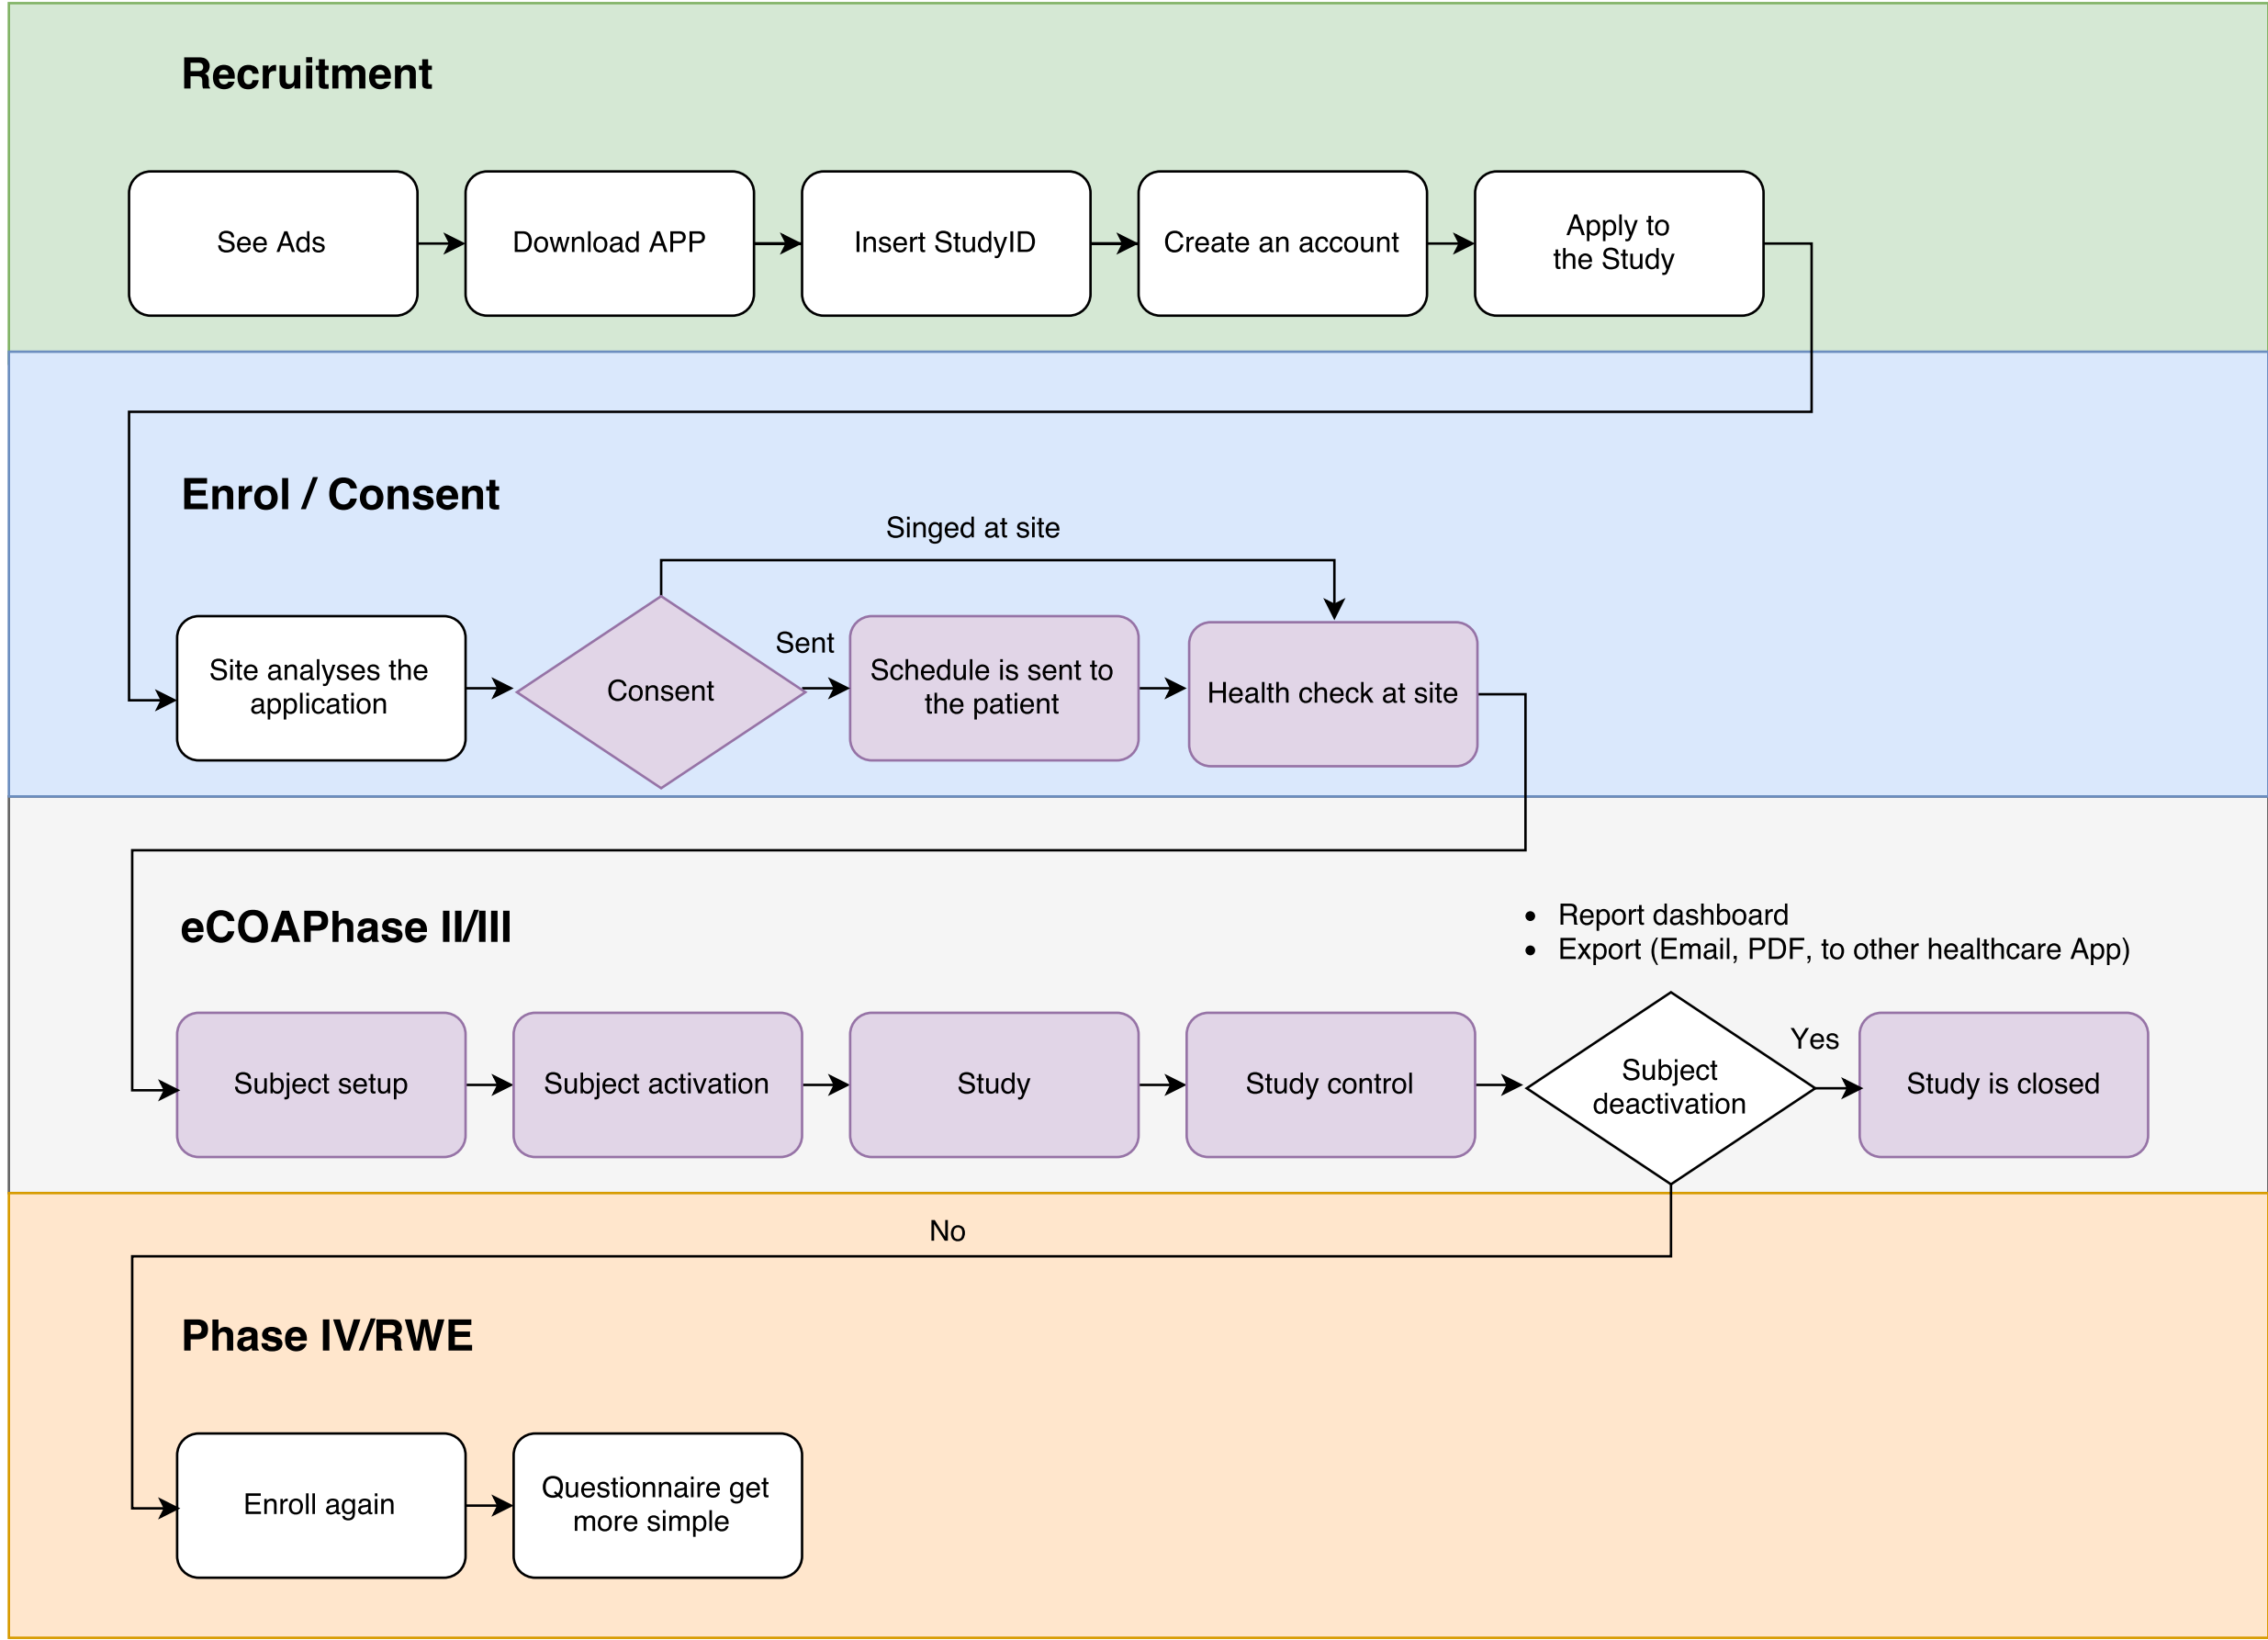 Recruitment
See Ads
Download APP
Insert StudyID
Create an account
Apply to
the Study
Enrol / Consent
Singed at site
Site analyses the
application
Consent
Sent
Schedule is sent to
the patient
Health check at site
eCOAPhase II/III
• Report dashboard
• Export (Email, PDF, to other healthcare App)
Subject setup
Subject activation
Study
Study control
Subject
deactivation
Yes
Study is closed
No
Phase IV/RWE
Enroll again
Questionnaire get
more simple